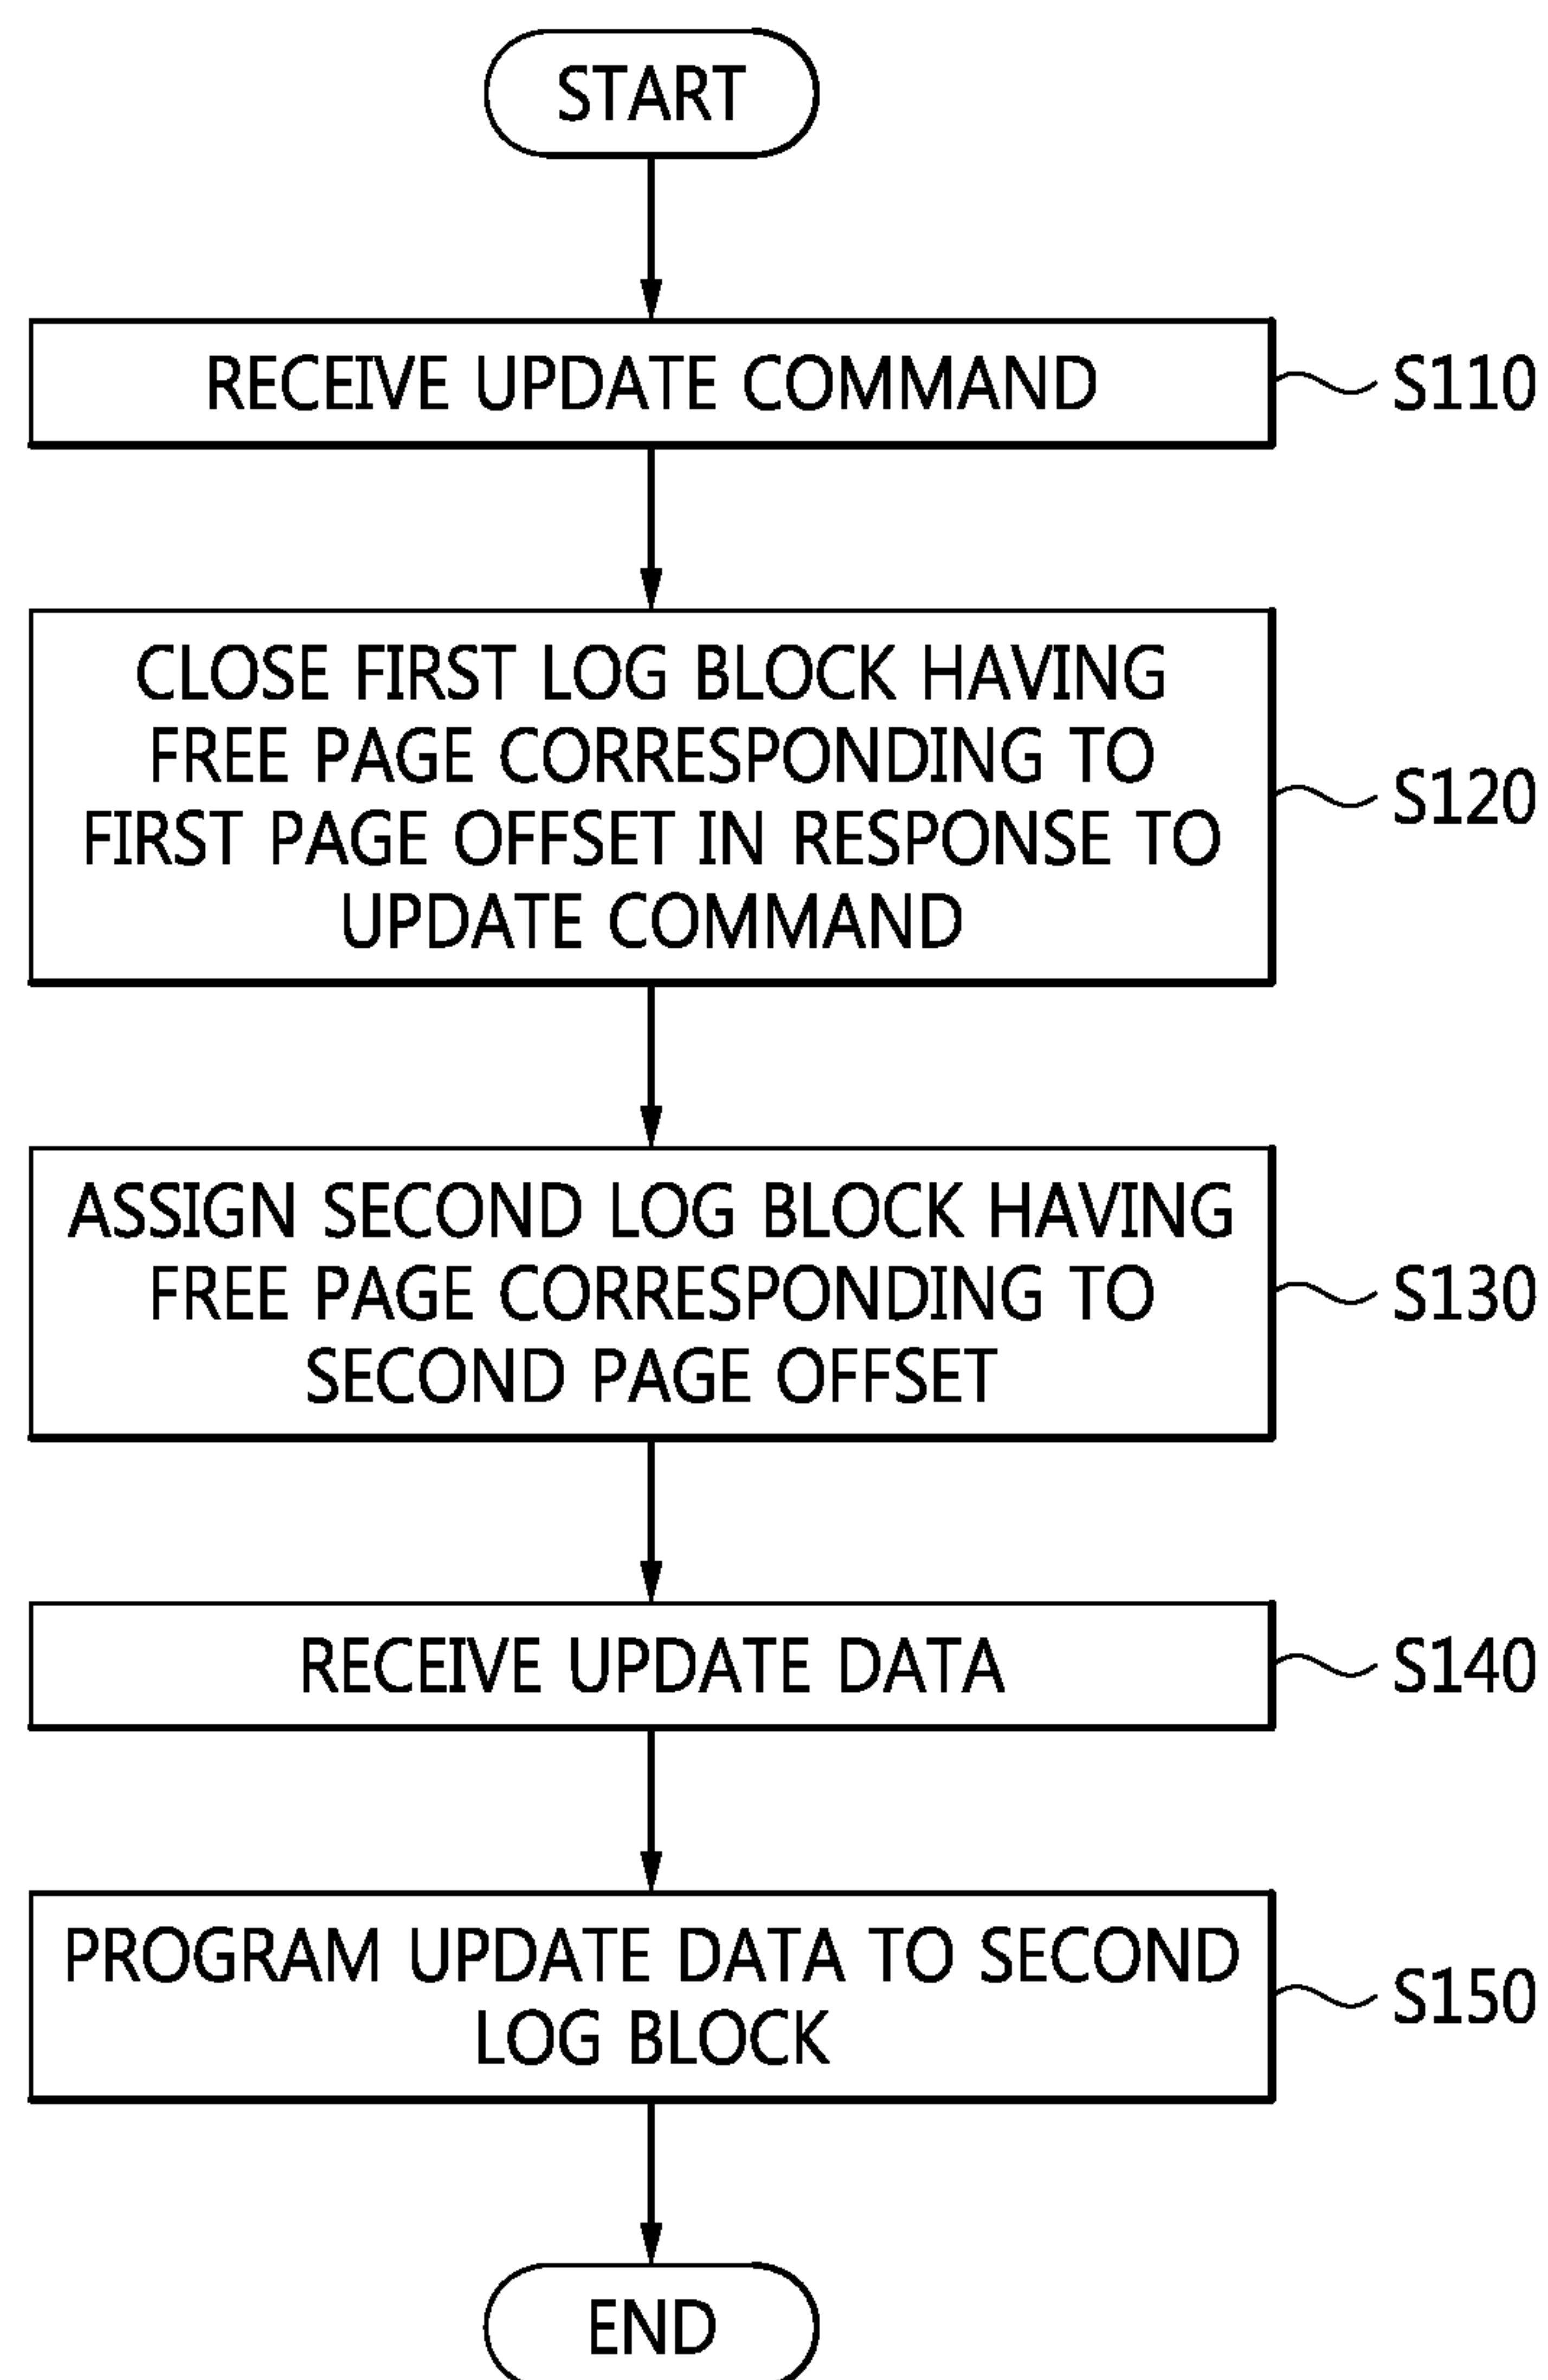 START
RECEIVE UPDATE COMMAND
S110
CLOSE FIRST LOG BLOCK HAVING
FREE PAGE CORRESPONDING TO
FIRST PAGE OFFSET IN RESPONSE TO
UPDATE COMMAND
S120
ASSIGN SECOND LOG BLOCK HAVING
FREE PAGE CORRESPONDING TO
SECOND PAGE OFFSET
S130
RECEIVE UPDATE DATA
S140
PROGRAM UPDATE DATA TO SECOND
LOG BLOCK
S150
END